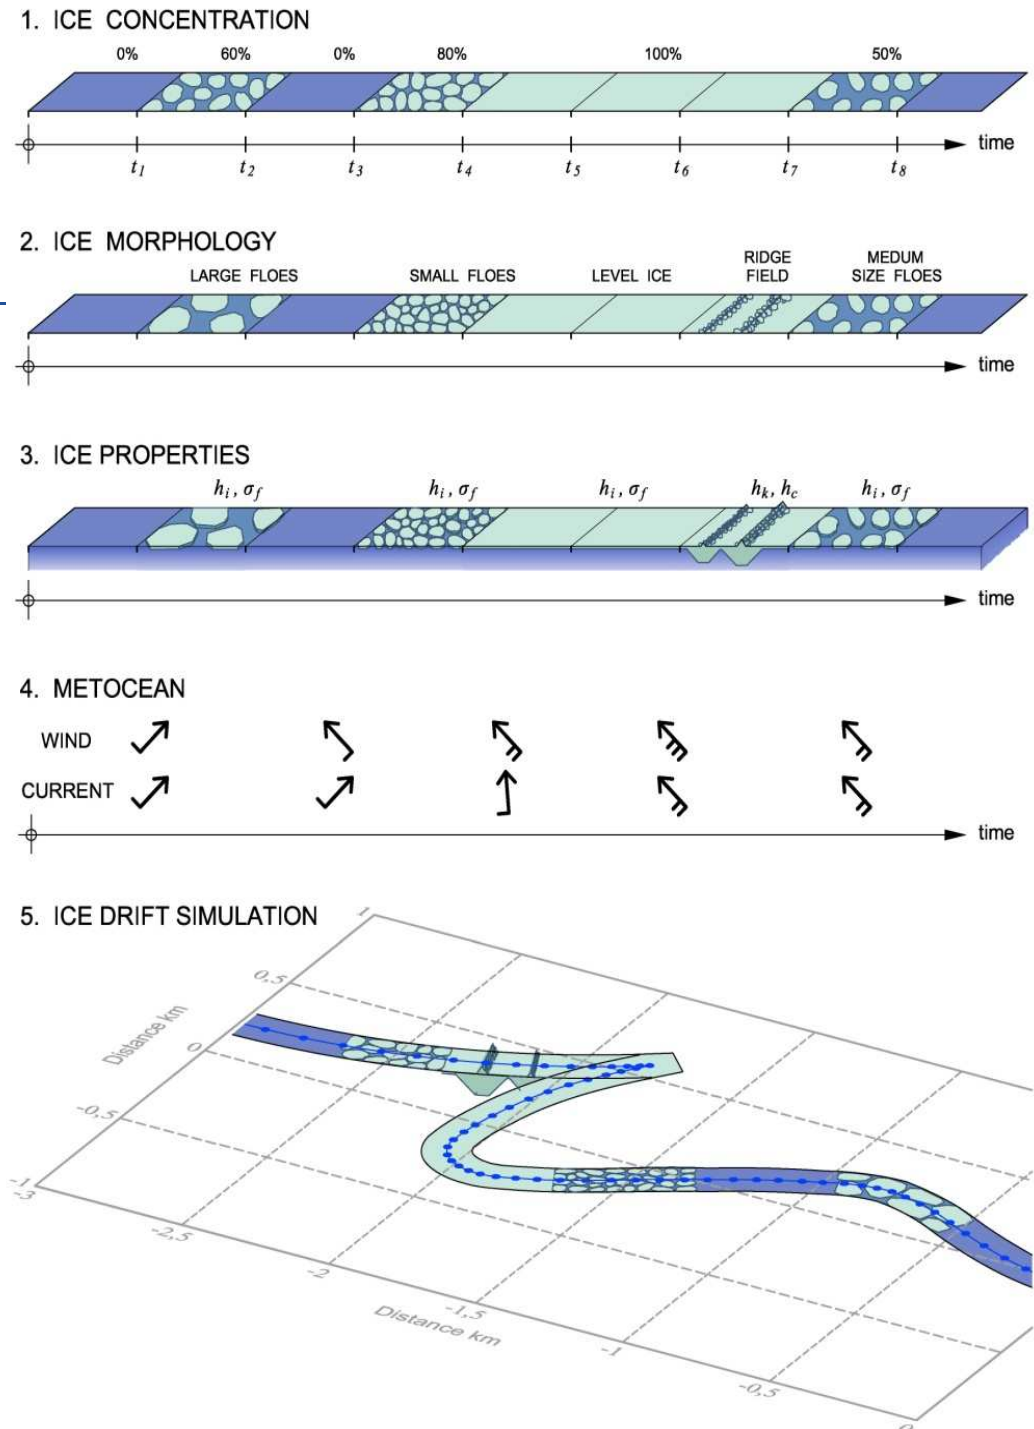 1. ICE CONCENTRATION
0% 60% 0% 80% 100% 50%
time
t1 t2 t3 t4 t5 t6 t7 t8
2. ICE MORPHOLOGY
LARGE FLOES SMALL FLOES LEVEL ICE RIDGE FIELD MEDUM SIZE FLOES
time
3. ICE PROPERTIES
hi, σf hi, σf hi, σf hk, hc hi, σf
time
4. METOCEAN
WIND
CURRENT
time
5. ICE DRIFT SIMULATION
1
0,5
Distance km
0
-0,5
-1
-3
-2,5
-2
-1,5
Distance km
-1
-0,5
0